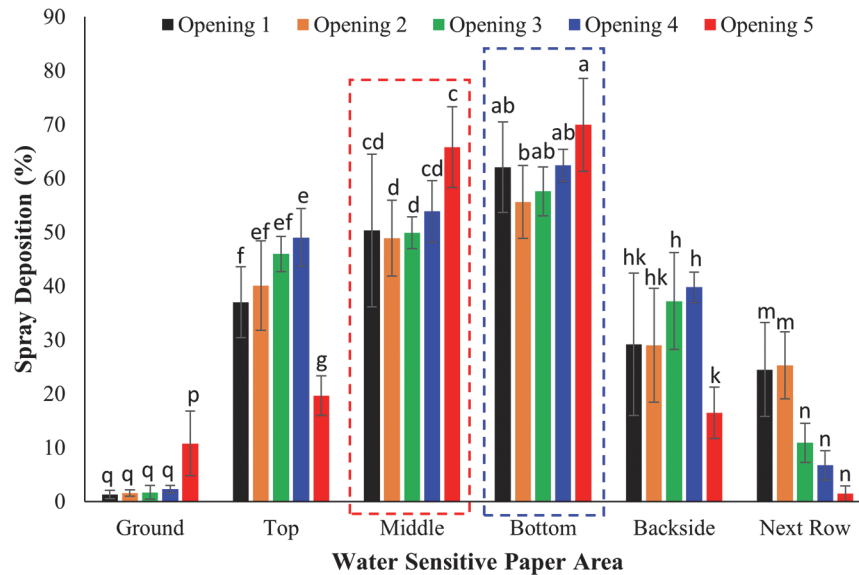 90
80
70
60
50
40
30
20
10
0
Spray Deposition (%)
Opening 1 Opening 2 Opening 3 Opening 4 Opening 5
q q q q p
f ef ef e g
cd d d cd c
ab b ab ab a
hk hk h h k
m m n n n
Ground Top Middle Bottom Backside Next Row
Water Sensitive Paper Area